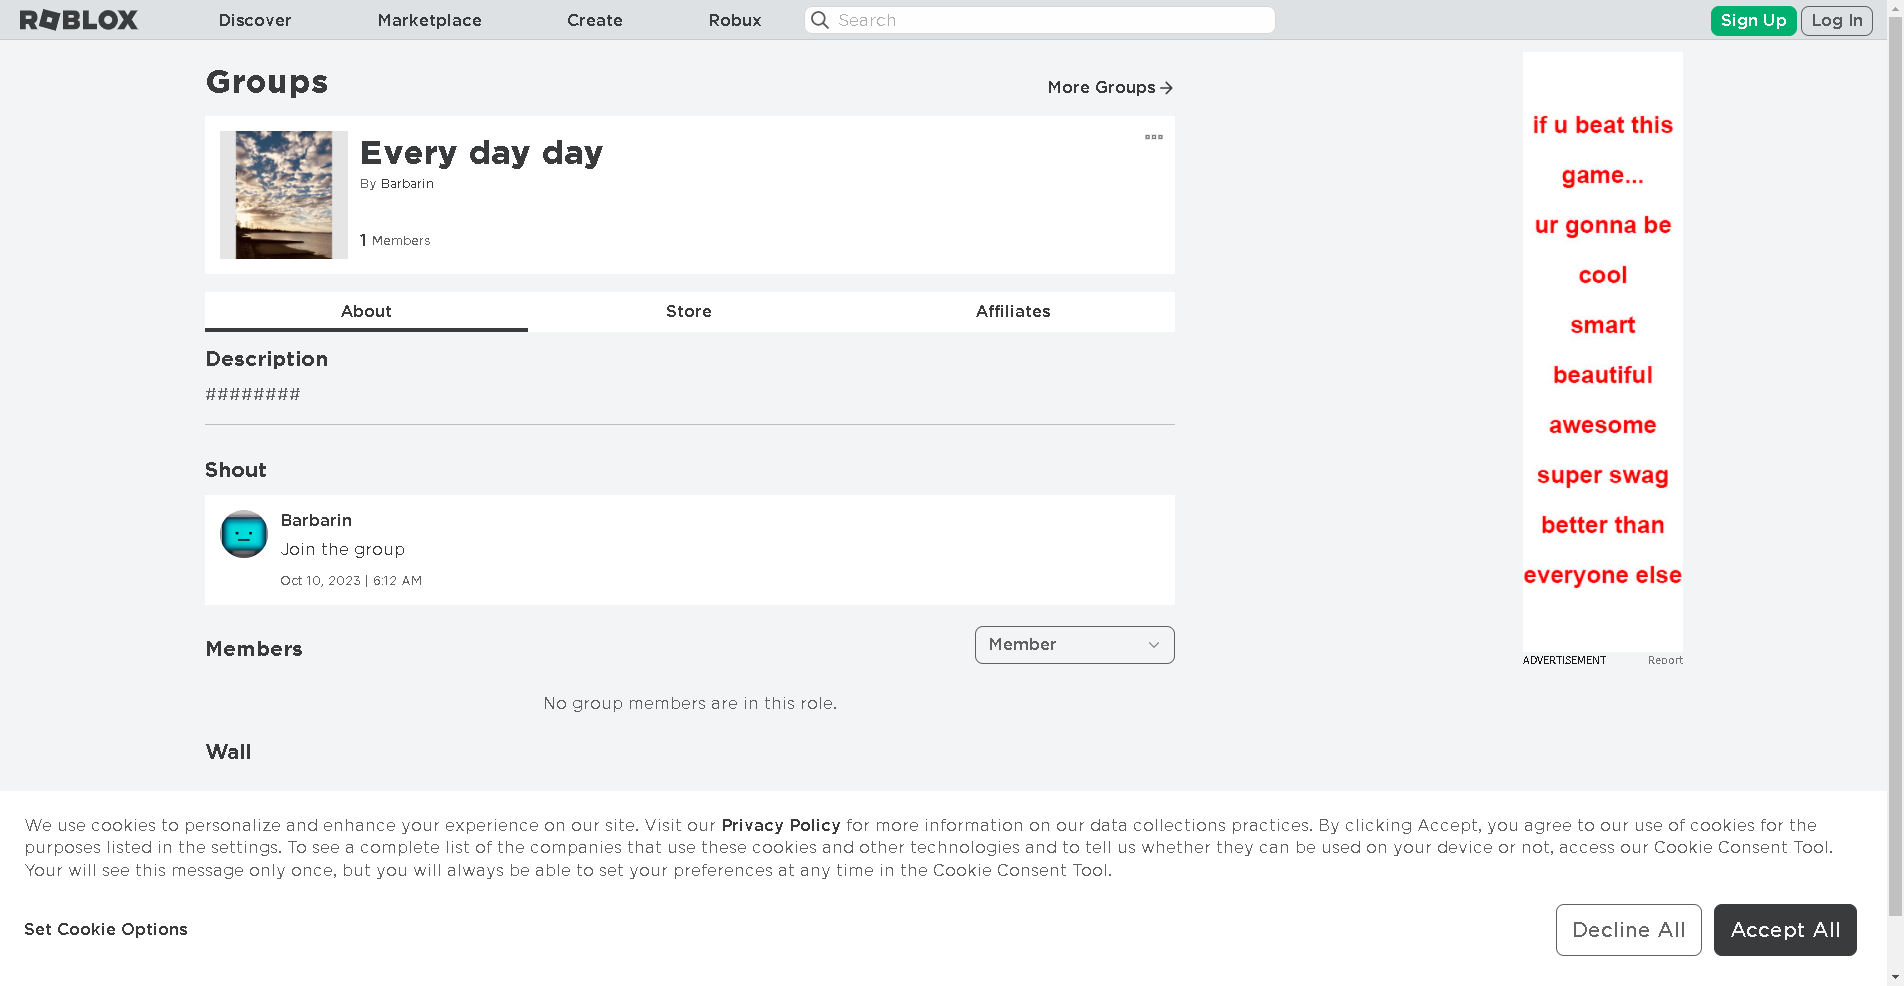 ROBLOX
Discover
Marketplace
Create
Robux
Search
Sign Up
Log In
Groups
More Groups
Every day day
By Barbarin
1 Members
About
Store
Affiliates
Description
########
Shout
Barbarin
Join the group
Oct 10, 2023 | 6:12 AM
Members
Member
No group members are in this role.
Wall
if u beat this
game...
ur gonna be
cool
smart
beautiful
awesome
super swag
better than
everyone else
ADVERTISEMENT
Report
We use cookies to personalize and enhance your experience on our site. Visit our Privacy Policy for more information on our data collections practices. By clicking Accept, you agree to our use of cookies for the
purposes listed in the settings. To see a complete list of the companies that use these cookies and other technologies and to tell us whether they can be used on your device or not, access our Cookie Consent Tool.
Your will see this message only once, but you will always be able to set your preferences at any time in the Cookie Consent Tool.
Set Cookie Options
Decline All
Accept All